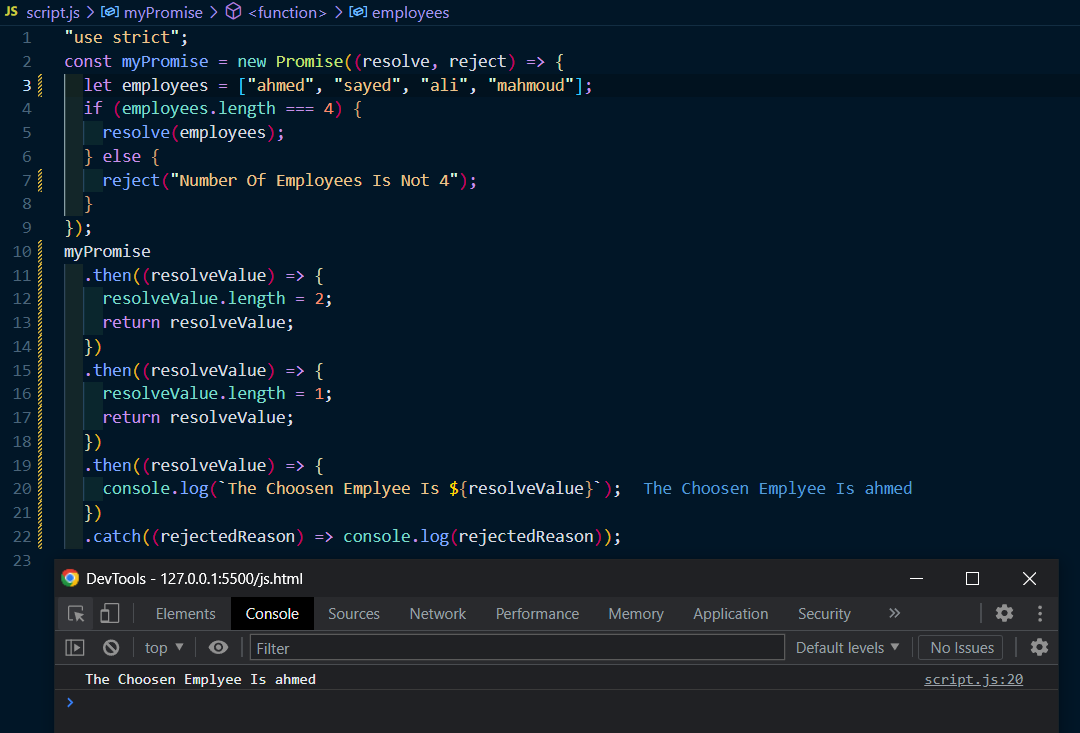 JS script.js > myPromise > <function> > employees
1 "use strict";
2 const myPromise = new Promise((resolve, reject) => {
3 let employees = ["ahmed", "sayed", "ali", "mahmoud"];
4 if (employees.length === 4) {
5 resolve(employees);
6 } else {
7 reject("Number Of Employees Is Not 4");
8 }
9 });
10 myPromise
11 .then((resolveValue) => {
12 resolveValue.length = 2;
13 return resolveValue;
14 })
15 .then((resolveValue) => {
16 resolveValue.length = 1;
17 return resolveValue;
18 })
19 .then((resolveValue) => {
20 console.log(`The Choosen Emplyee Is ${resolveValue}`); The Choosen Emplyee Is ahmed
21 })
22 .catch((rejectedReason) => console.log(rejectedReason));
23
DevTools - 127.0.0.1:5500/js.html
Elements Console Sources Network Performance Memory Application Security »
top ▼ Filter Default levels ▼ No Issues
The Choosen Emplyee Is ahmed script.js:20
>